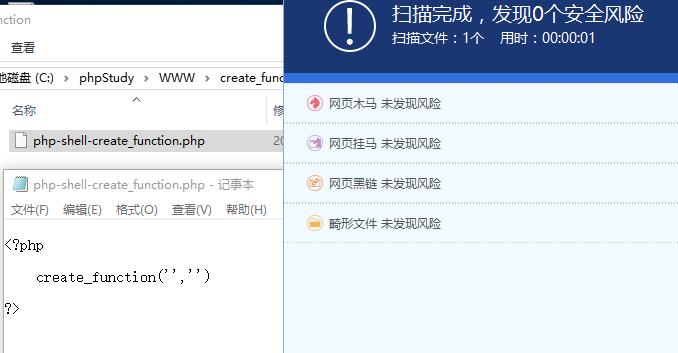 nction
查看
地磁盘 (C:) › phpStudy › WWW › create_func
名称
修
php-shell-create_function.php
20
php-shell-create_function.php - 记事本
文件(F) 编辑(E) 格式(O) 查看(V) 帮助(H)
<?php
create_function('','')
?>
扫描完成，发现0个安全风险
扫描文件：1个 用时：00:00:01
网页木马 未发现风险
网页挂马 未发现风险
网页黑链 未发现风险
畸形文件 未发现风险